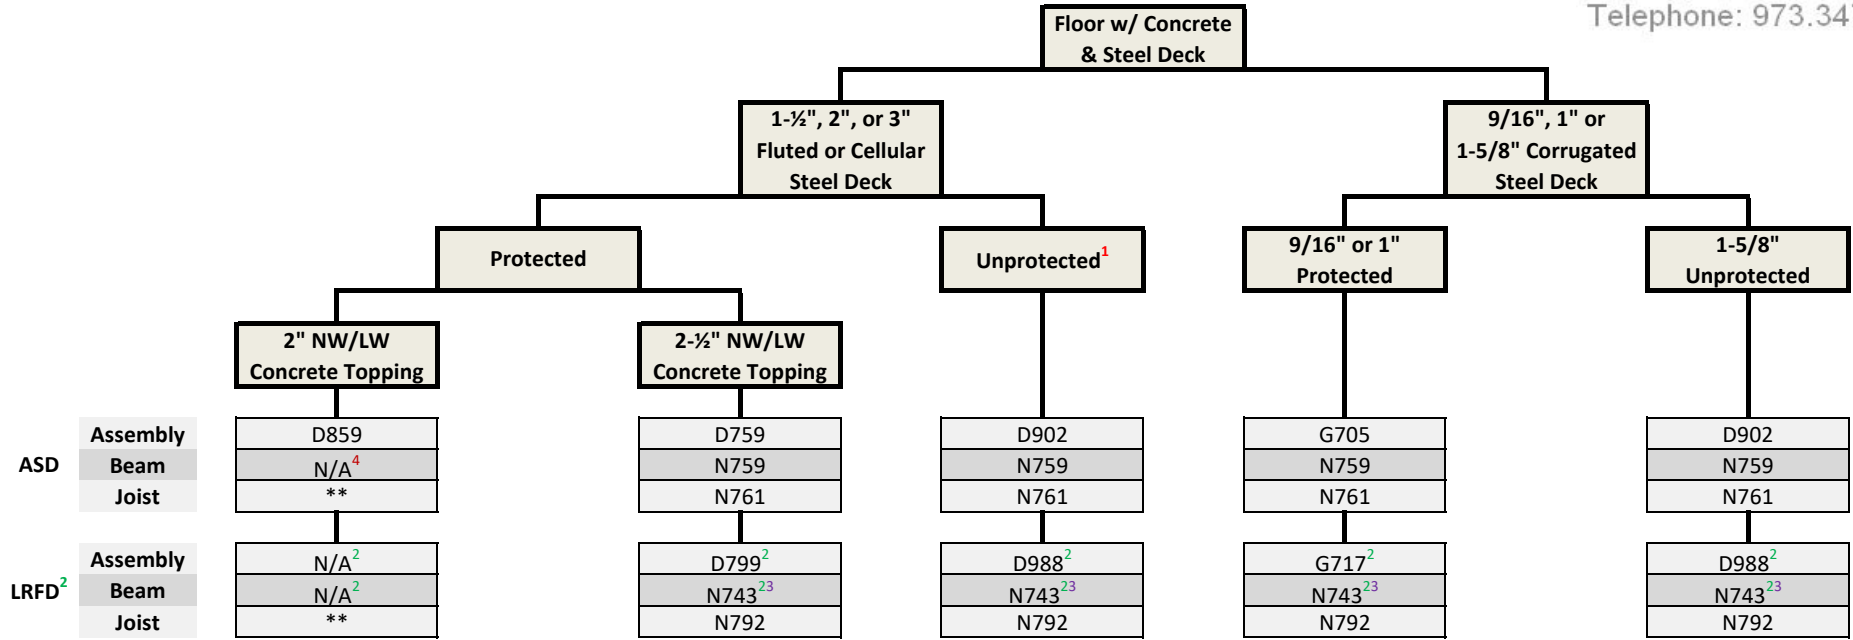 Telephone: 973.34
Floor w/ Concrete
& Steel Deck
1-½", 2", or 3"
Fluted or Cellular
Steel Deck
9/16", 1" or
1-5/8" Corrugated
Steel Deck
Protected
Unprotected1
9/16" or 1"
Protected
1-5/8"
Unprotected
2" NW/LW
Concrete Topping
2-½" NW/LW
Concrete Topping
Assembly D859 D759 D902 G705 D902
ASD Beam N/A4 N759 N759 N759 N759
Joist ** N761 N761 N761 N761
Assembly N/A2 D7992 D9882 G7172 D9882
LRFD2 Beam N/A2 N74323 N74323 N74323 N74323
Joist ** N792 N792 N792 N792